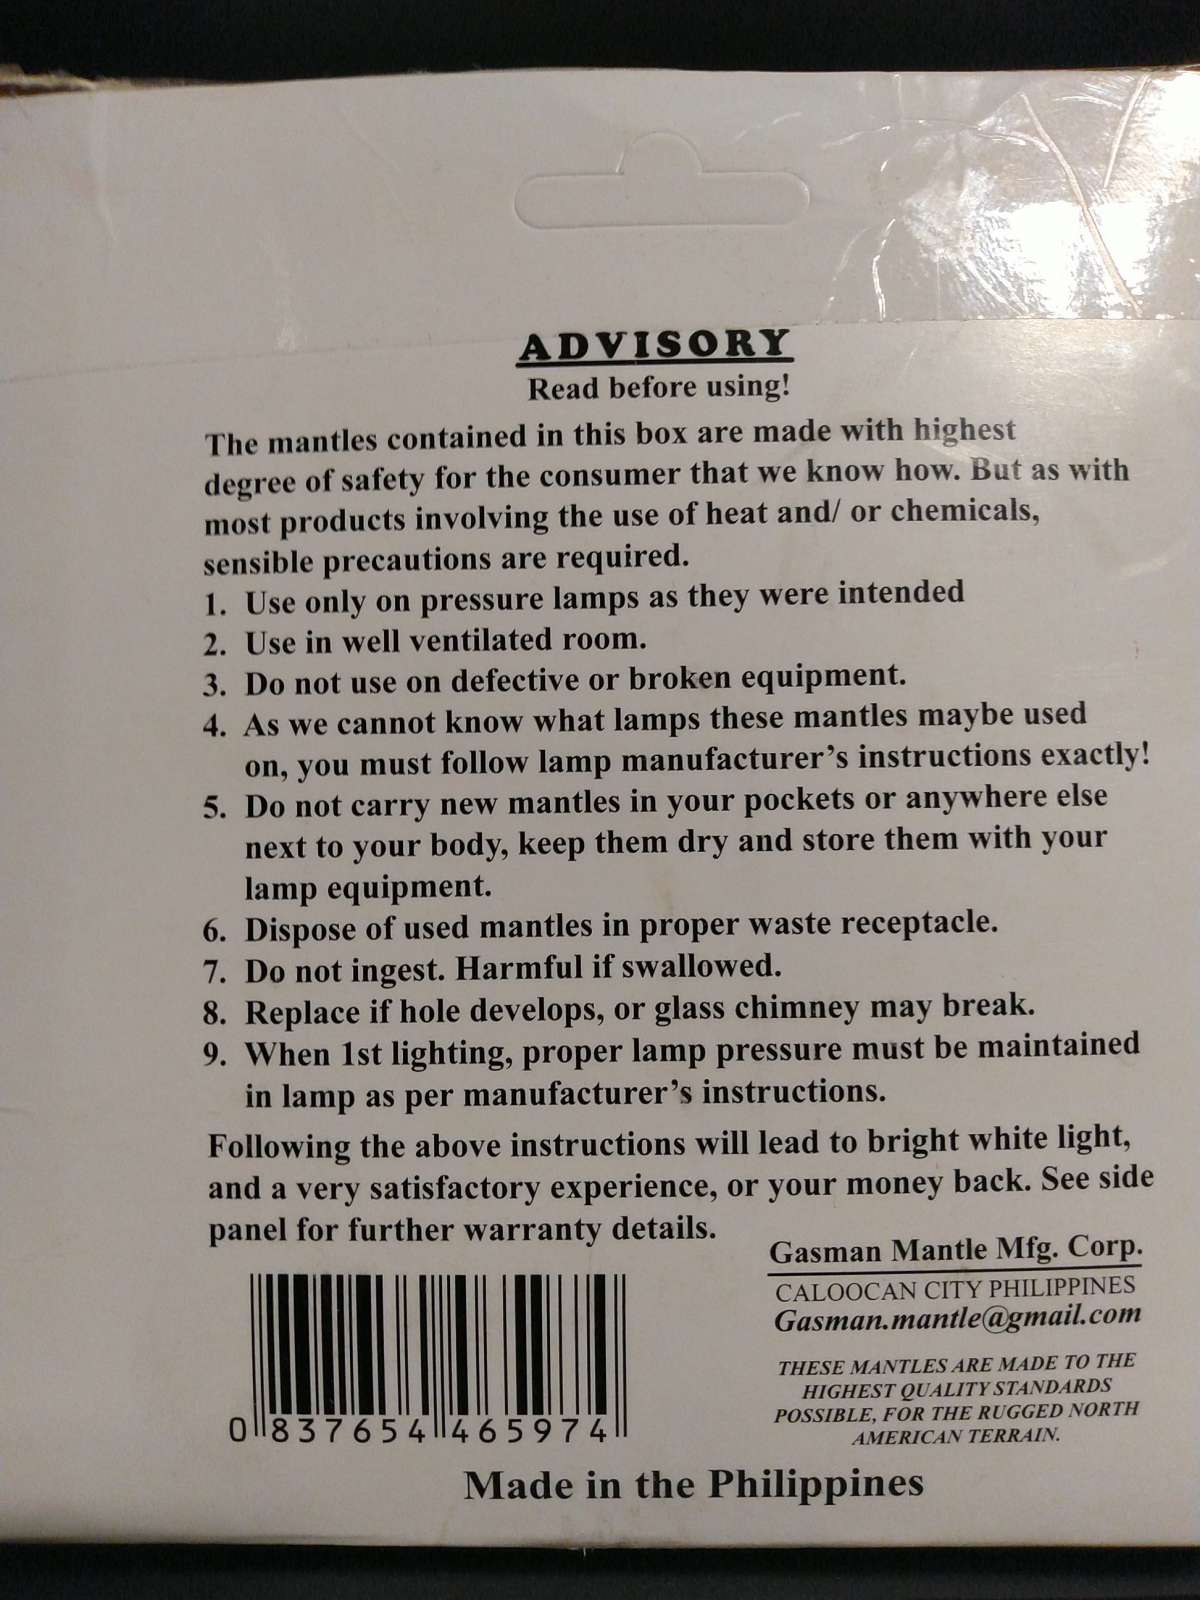 ADVISORY
Read before using!
The mantles contained in this box are made with highest
degree of safety for the consumer that we know how. But as with
most products involving the use of heat and/ or chemicals,
sensible precautions are required.
1. Use only on pressure lamps as they were intended
2. Use in well ventilated room.
3. Do not use on defective or broken equipment.
4. As we cannot know what lamps these mantles maybe used
on, you must follow lamp manufacturer's instructions exactly!
5. Do not carry new mantles in your pockets or anywhere else
next to your body, keep them dry and store them with your
lamp equipment.
6. Dispose of used mantles in proper waste receptacle.
7. Do not ingest. Harmful if swallowed.
8. Replace if hole develops, or glass chimney may break.
9. When 1st lighting, proper lamp pressure must be maintained
in lamp as per manufacturer's instructions.
Following the above instructions will lead to bright white light,
and a very satisfactory experience, or your money back. See side
panel for further warranty details.
Gasman Mantle Mfg. Corp.
CALOOCAN CITY PHILIPPINES
Gasman.mantle@gmail.com
THESE MANTLES ARE MADE TO THE
HIGHEST QUALITY STANDARDS
POSSIBLE, FOR THE RUGGED NORTH
AMERICAN TERRAIN.
0 837654 465974
Made in the Philippines